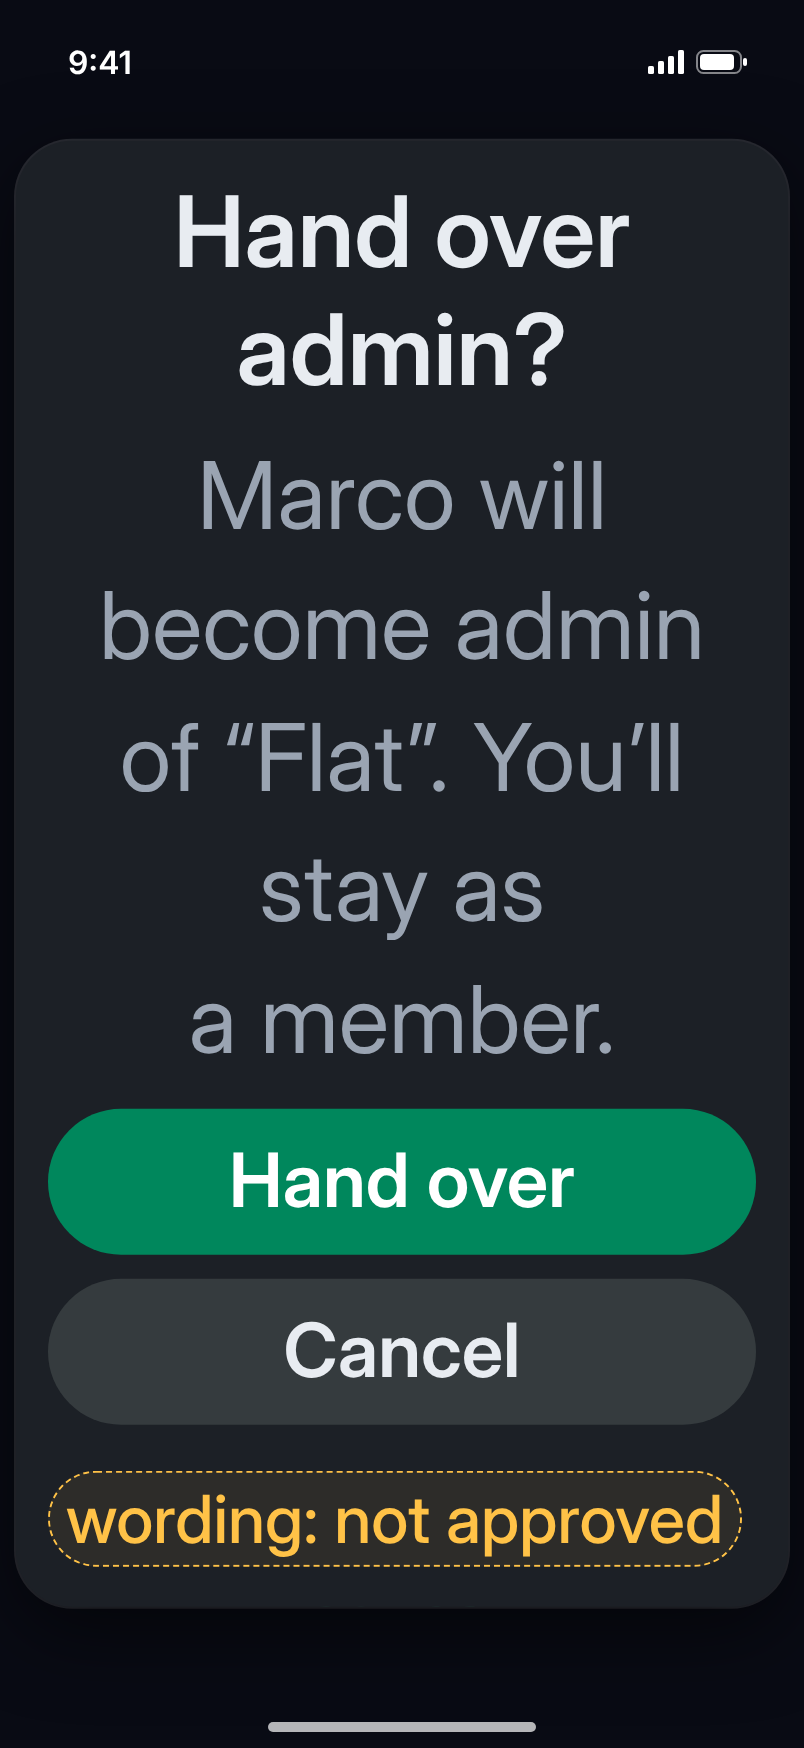 9:41
Hand over
admin?
Marco will
become admin
of “Flat”. You’ll
stay as
a member.
Hand over
Cancel
wording: not approved